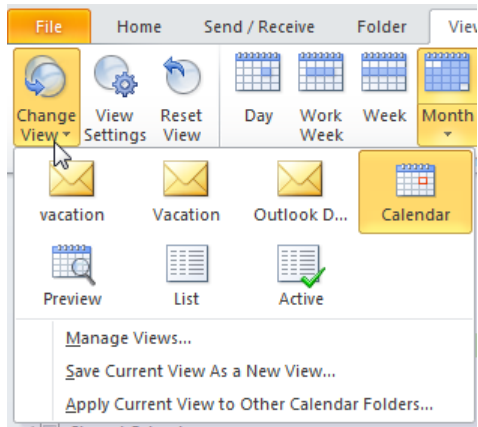 File Home Send / Receive Folder View
Change View View Settings Reset View Day Work Week Week Month
vacation Vacation Outlook D... Calendar
Preview List Active
Manage Views...
Save Current View As a New View...
Apply Current View to Other Calendar Folders...